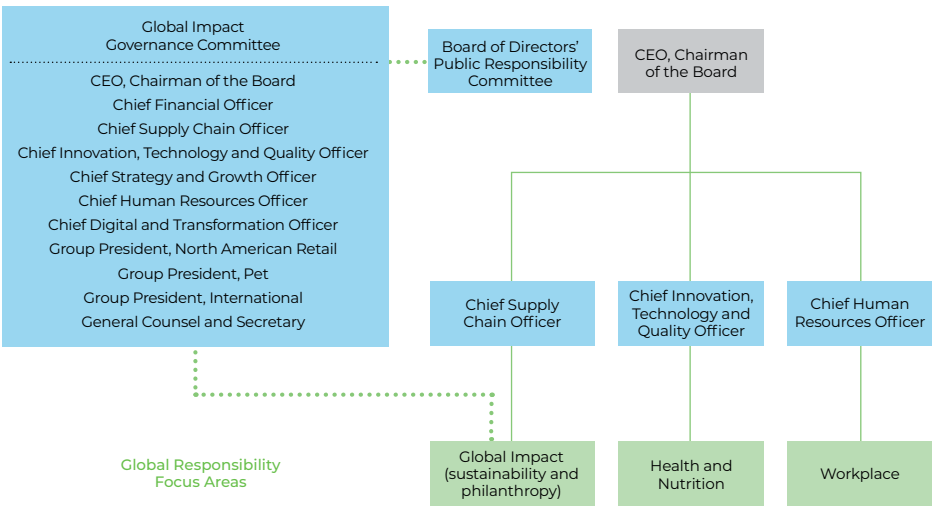 Global Impact
Governance Committee
CEO, Chairman of the Board
Chief Financial Officer
Chief Supply Chain Officer
Chief Innovation, Technology and Quality Officer
Chief Strategy and Growth Officer
Chief Human Resources Officer
Chief Digital and Transformation Officer
Group President, North American Retail
Group President, Pet
Group President, International
General Counsel and Secretary
Board of Directors’
Public Responsibility
Committee
CEO, Chairman
of the Board
Chief Supply
Chain Officer
Chief Innovation,
Technology and
Quality Officer
Chief Human
Resources Officer
Global Responsibility
Focus Areas
Global Impact
(sustainability and
philanthropy)
Health and
Nutrition
Workplace